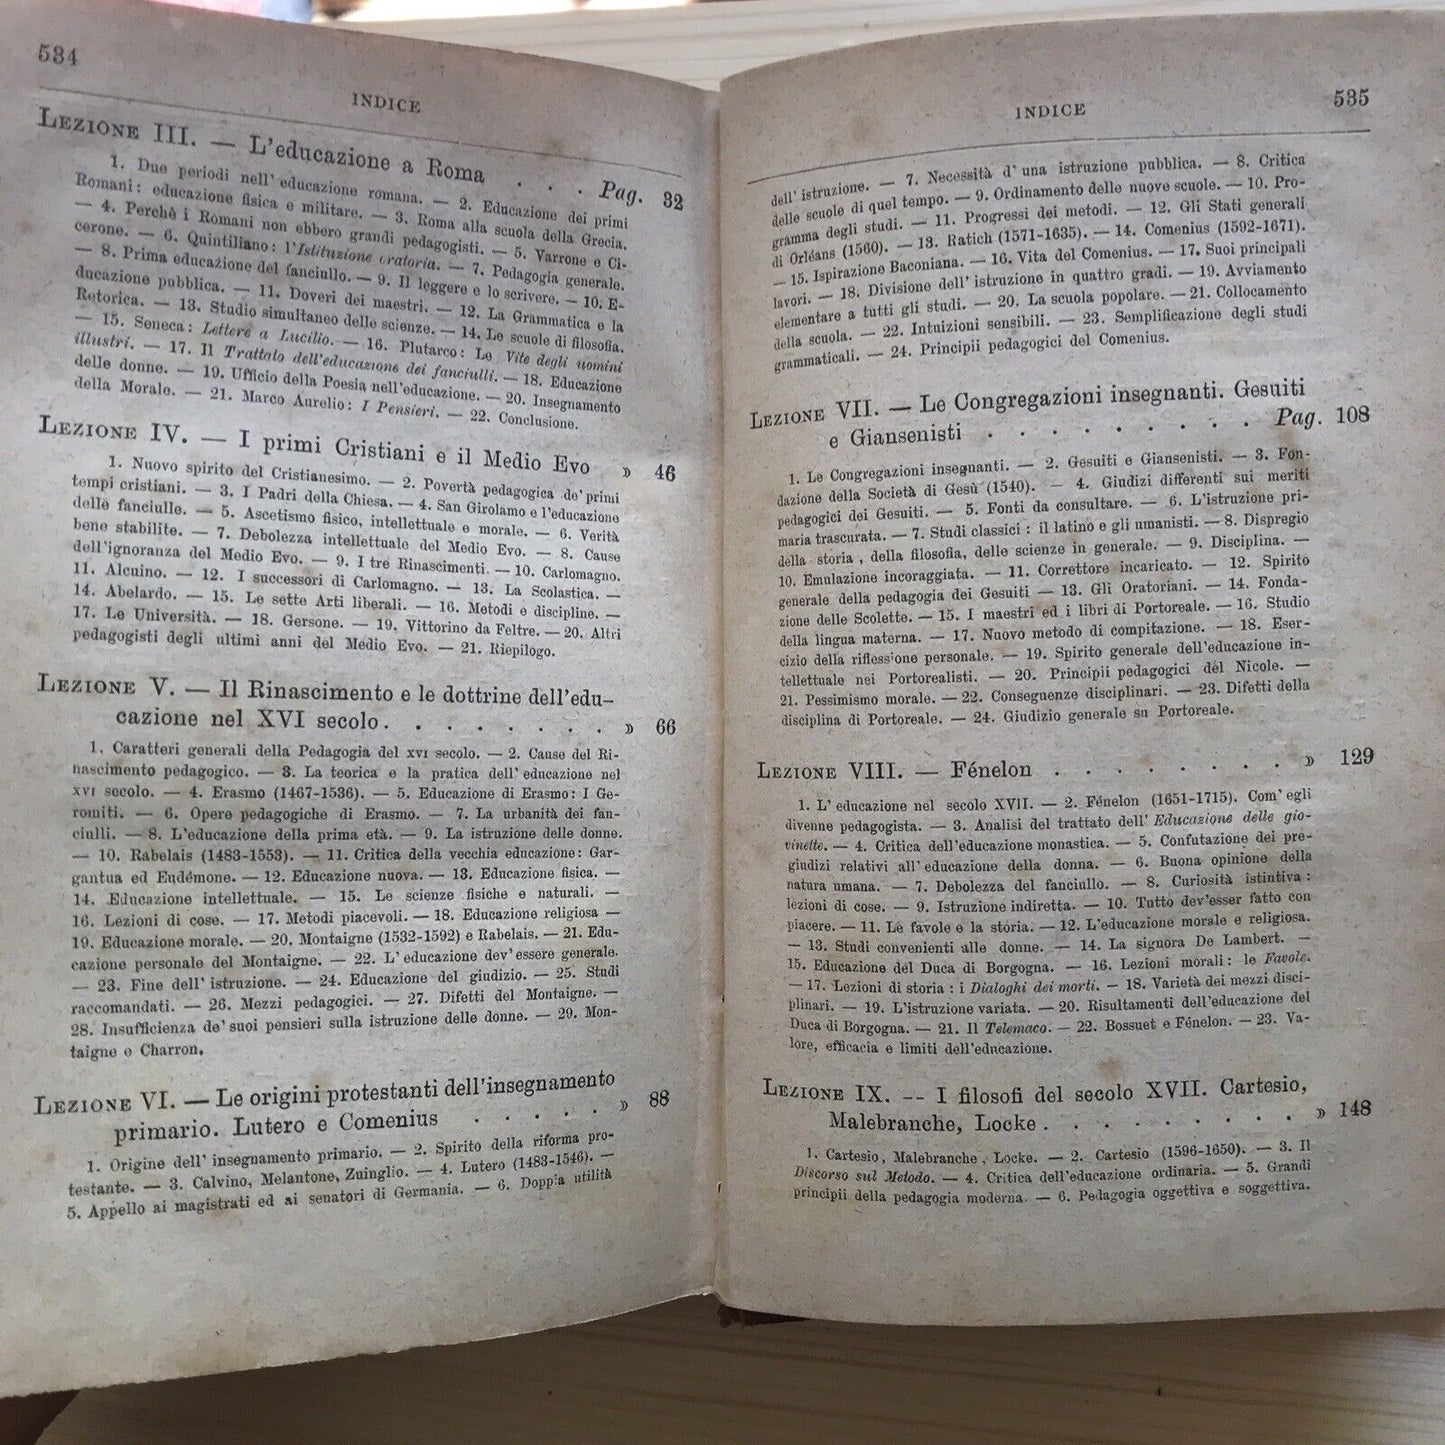 534
INDICE
LEZIONE III. — L'educazione a Roma . . . Pag. 32
1. Due periodi nell' educazione romana. — 2. Educazione dei primi
Romani: educazione fisica e militare. — 3. Roma alla scuola della Grecia.
— 4. Perchè i Romani non ebbero grandi pedagogisti. — 5. Varrone e Ci-
cerone. — 6. Quintiliano: l'Istituzione oratoria. — 7. Pedagogia generale.
— 8. Prima educazione del fanciullo. — 9. Il leggere e lo scrivere. — 10. E-
ducazione pubblica. — 11. Doveri dei maestri. — 12. La Grammatica e la
Retorica. — 13. Studio simultaneo delle scienze. — 14. Le scuole di filosofia.
— 15. Seneca: Lettere a Lucilio. — 16. Plutarco: Le Vite degli uomini
illustri. — 17. Il Trattato dell'educazione dei fanciulli. — 18. Educazione
delle donne. — 19. Ufficio della Poesia nell'educazione. — 20. Insegnamento
della Morale. — 21. Marco Aurelio: I Pensieri. — 22. Conclusione.
LEZIONE IV. — I primi Cristiani e il Medio Evo » 46
1. Nuovo spirito del Cristianesimo. — 2. Povertà pedagogica de' primi
tempi cristiani. — 3. I Padri della Chiesa. — 4. San Girolamo e l'educazione
delle fanciulle. — 5. Ascetismo fisico, intellettuale e morale. — 6. Verità
bene stabilite. — 7. Debolezza intellettuale del Medio Evo. — 8. Cause
dell'ignoranza del Medio Evo. — 9. I tre Rinascimenti. — 10. Carlomagno.
11. Alcuino. — 12. I successori di Carlomagno. — 13. La Scolastica. —
14. Abelardo. — 15. Le sette Arti liberali. — 16. Metodi e discipline. —
17. Le Università. — 18. Gersone. — 19. Vittorino da Feltre. — 20. Altri
pedagogisti degli ultimi anni del Medio Evo. — 21. Riepilogo.
LEZIONE V. — Il Rinascimento e le dottrine dell'edu-
cazione nel XVI secolo. . . . . . . . » 66
1. Caratteri generali della Pedagogia del XVI secolo. — 2. Cause del Ri-
nascimento pedagogico. — 3. La teorica e la pratica dell' educazione nel
XVI secolo. — 4. Erasmo (1467-1536). — 5. Educazione di Erasmo: I Ge-
romiti. — 6. Opere pedagogiche di Erasmo. — 7. La urbanità dei fan-
ciulli. — 8. L'educazione della prima età. — 9. La istruzione delle donne.
— 10. Rabelais (1483-1553). — 11. Critica della vecchia educazione: Gar-
gantua ed Eudémone. — 12. Educazione nuova. — 13. Educazione fisica. —
14. Educazione intellettuale. — 15. Le scienze fisiche e naturali. —
16. Lezioni di cose. — 17. Metodi piacevoli. — 18. Educazione religiosa —
19. Educazione morale. — 20. Montaigne (1532-1592) e Rabelais. — 21. Edu-
cazione personale del Montaigne. — 22. L' educazione dev' essere generale.
— 23. Fine dell' istruzione. — 24. Educazione del giudizio. — 25. Studi
raccomandati. — 26. Mezzi pedagogici. — 27. Difetti del Montaigne. —
28. Insufficienza de' suoi pensieri sulla istruzione delle donne. — 29. Mon-
taigne e Charron.
LEZIONE VI. — Le origini protestanti dell'insegnamento
primario. Lutero e Comenius . . . . . » 88
1. Origine dell' insegnamento primario. — 2. Spirito della riforma pro-
testante. — 3. Calvino, Melantone, Zuinglio. — 4. Lutero (1483-1546). —
5. Appello ai magistrati ed ai senatori di Germania. — 6. Doppia utilità
INDICE
535
dell' istruzione. — 7. Necessità d' una istruzione pubblica. — 8. Critica
delle scuole di quel tempo. — 9. Ordinamento delle nuove scuole. — 10. Pro-
gramma degli studi. — 11. Progressi dei metodi. — 12. Gli Stati generali
di Orléans (1560). — 13. Ratich (1571-1635). — 14. Comenius (1592-1671).
— 15. Ispirazione Baconiana. — 16. Vita del Comenius. — 17. Suoi principali
lavori. — 18. Divisione dell' istruzione in quattro gradi. — 19. Avviamento
elementare a tutti gli studi. — 20. La scuola popolare. — 21. Collocamento
della scuola. — 22. Intuizioni sensibili. — 23. Semplificazione degli studi
grammaticali. — 24. Principii pedagogici del Comenius.
LEZIONE VII. — Le Congregazioni insegnanti. Gesuiti
e Giansenisti . . . . . . . . . Pag. 108
1. Le Congregazioni insegnanti. — 2. Gesuiti e Giansenisti. — 3. Fon-
dazione della Società di Gesù (1540). — 4. Giudizi differenti sui meriti
pedagogici dei Gesuiti. — 5. Fonti da consultare. — 6. L'istruzione pri-
maria trascurata. — 7. Studi classici : il latino e gli umanisti. — 8. Dispregio
della storia , della filosofia, delle scienze in generale. — 9. Disciplina. —
10. Emulazione incoraggiata. — 11. Correttore incaricato. — 12. Spirito
generale della pedagogia dei Gesuiti — 13. Gli Oratoriani. — 14. Fonda-
zione delle Scolette. — 15. I maestri ed i libri di Portoreale. — 16. Studio
della lingua materna. — 17. Nuovo metodo di compitazione. — 18. Eser-
cizio della riflessione personale. — 19. Spirito generale dell'educazione in-
tellettuale nei Portorealisti. — 20. Principii pedagogici del Nicole. —
21. Pessimismo morale. — 22. Conseguenze disciplinari. — 23. Difetti della
disciplina di Portoreale. — 24. Giudizio generale su Portoreale.
LEZIONE VIII. — Fénelon . . . . . . . . » 129
1. L' educazione nel secolo XVII. — 2. Fénelon (1651-1715). Com' egli
divenne pedagogista. — 3. Analisi del trattato dell' Educazione delle gio-
vinette. — 4. Critica dell'educazione monastica. — 5. Confutazione dei pre-
giudizi relativi all' educazione della donna. — 6. Buona opinione della
natura umana. — 7. Debolezza del fanciullo. — 8. Curiosità istintiva :
lezioni di cose. — 9. Istruzione indiretta. — 10. Tutto dev'esser fatto con
piacere. — 11. Le favole e la storia. — 12. L'educazione morale e religiosa.
— 13. Studi convenienti alle donne. — 14. La signora De Lambert. —
15. Educazione del Duca di Borgogna. — 16. Lezioni morali: le Favole.
— 17. Lezioni di storia : i Dialoghi dei morti. — 18. Varietà dei mezzi disci-
plinari. — 19. L'istruzione variata. — 20. Risultamenti dell'educazione del
Duca di Borgogna. — 21. Il Telemaco. — 22. Bossuet e Fénelon. — 23. Va-
lore, efficacia e limiti dell'educazione.
LEZIONE IX. -- I filosofi del secolo XVII. Cartesio,
Malebranche, Locke . . . . . . . . » 148
1. Cartesio, Malebranche , Locke. — 2. Cartesio (1596-1650). — 3. Il
Discorso sul Metodo. — 4. Critica dell'educazione ordinaria. — 5. Grandi
principii della pedagogia moderna. — 6. Pedagogia oggettiva e soggettiva.